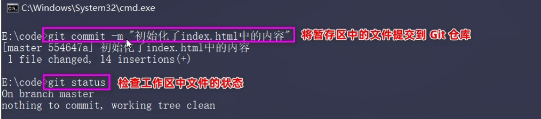 C:\Windows\System32\cmd.exe
E:\code>git commit -m "初始化了index.html中的内容" 将暂存区中的文件提交到 Git 仓库
[master 554647a] 初始化了index.html中的内容
1 file changed, 14 insertions(+)
E:\code>git status 检查工作区中文件的状态
On branch master
nothing to commit, working tree clean